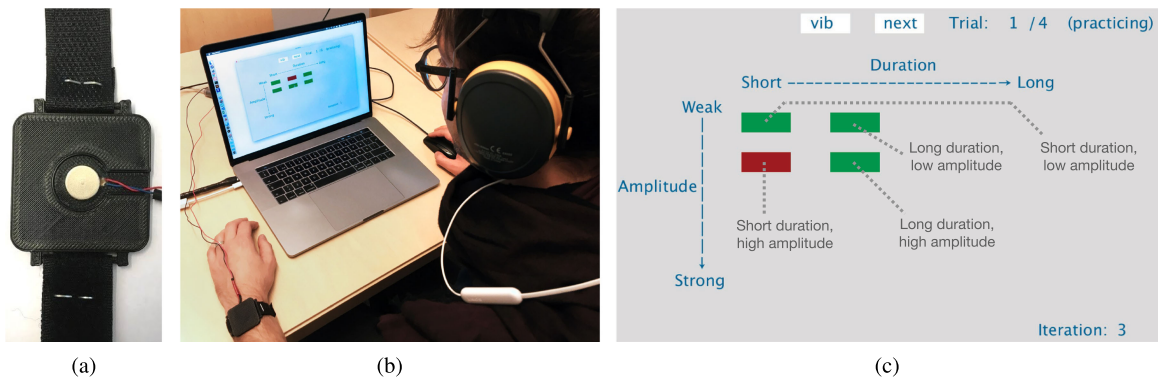 vib next Trial: 1 / 4 (practicing)
Duration
Short Long
Weak
Long duration,
low amplitude
Short duration,
low amplitude
Amplitude
Short duration,
high amplitude
Long duration,
high amplitude
Strong
Iteration: 3
(a) (b) (c)